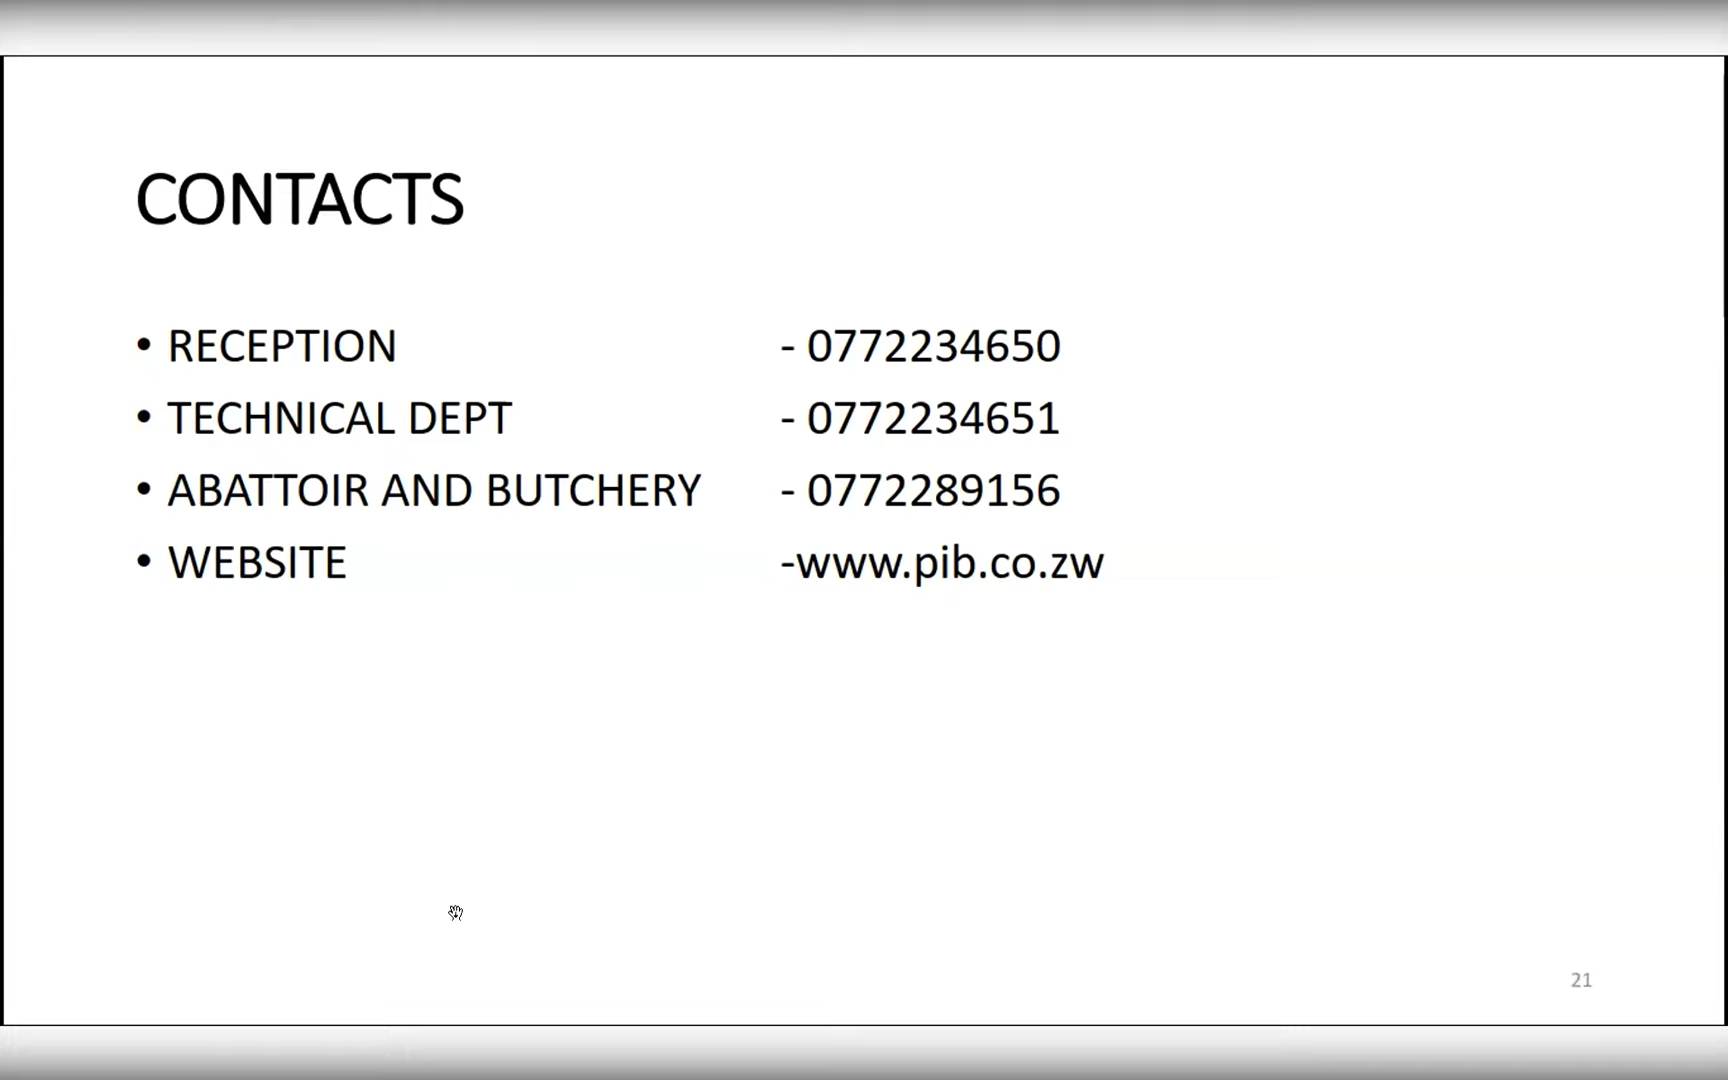 CONTACTS
• RECEPTION - 0772234650
• TECHNICAL DEPT - 0772234651
• ABATTOIR AND BUTCHERY - 0772289156
• WEBSITE -www.pib.co.zw
21